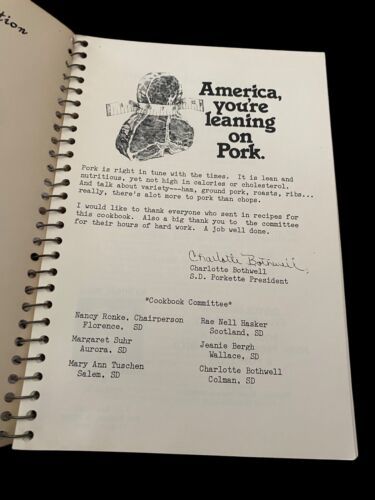 America,
you're
leaning
on
Pork.
Pork is right in tune with the times. It is lean and
nutritious, yet not high in calories or cholesterol.
And talk about variety--ham, ground pork, roasts, ribs...
really, there's alot more to pork than chops.
I would like to thank everyone who sent in recipes for
this cookbook. Also a big thank you to the committee
for their hours of hard work. A job well done.
Charlotte Bothwell
Charlotte Bothwell
S.D. Porkette President
*Cookbook Committee*
Nancy Ronke, Chairperson
Florence, SD
Margaret Suhr
Aurora, SD
Mary Ann Tuschen
Salem, SD
Rae Nell Hasker
Scotland, SD
Jeanie Bergh
Wallace, SD
Charlotte Bothwell
Colman, SD